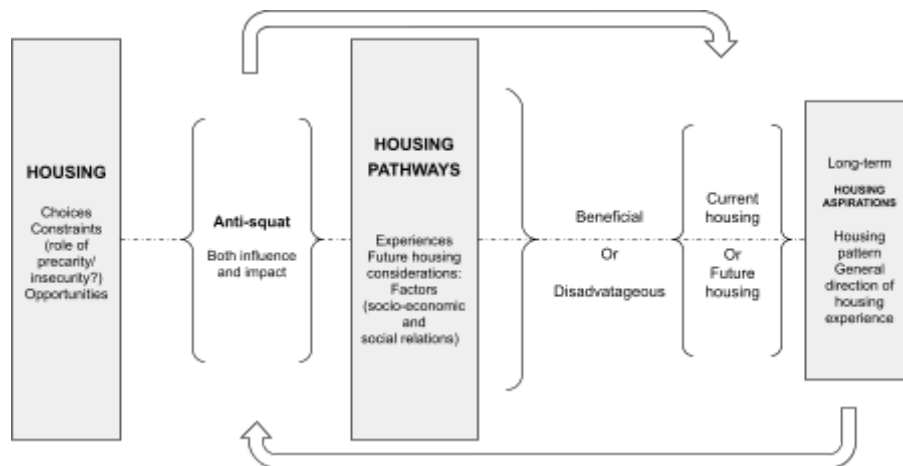 HOUSING
Choices
Constraints
(role of
precarity/
insecurity?)
Opportunities
Anti-squat
Both influence
and impact
HOUSING
PATHWAYS
Experiences
Future housing
considerations:
Factors
(socio-economic
and
social relations)
Beneficial
Or
Disadvatageous
Current
housing
Or
Future
housing
Long-term
HOUSING
ASPIRATIONS
Housing
pattern
General
direction of
housing
experience